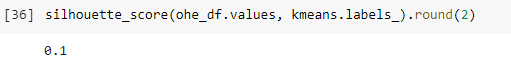 [36] silhouette_score(ohe_df.values, kmeans.labels_).round(2)
0.1